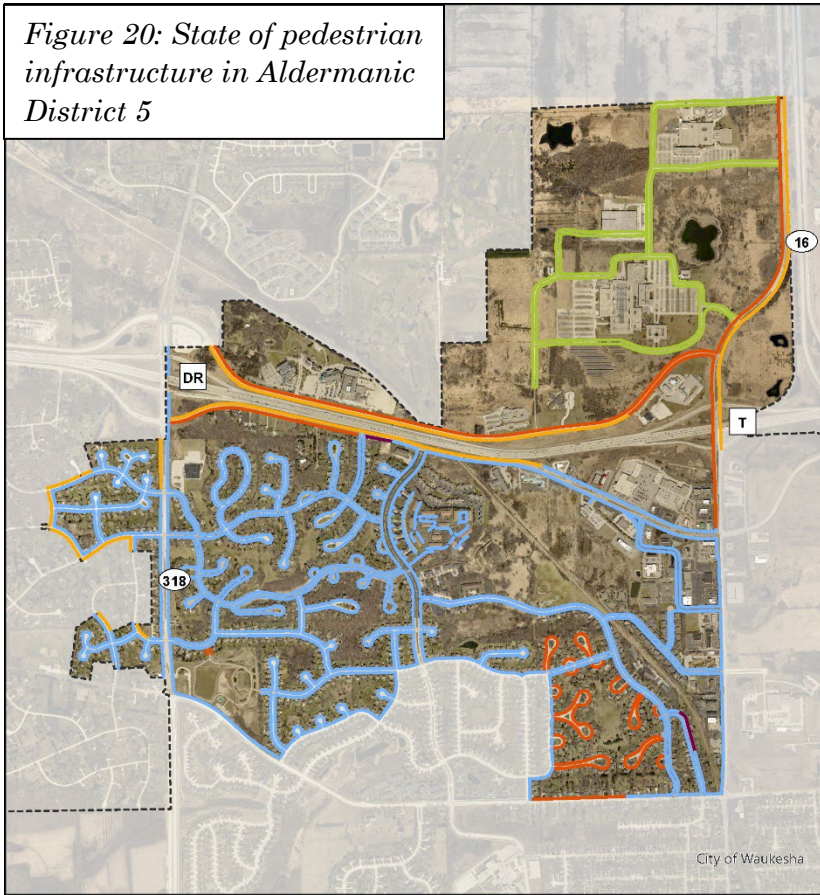 Figure 20: State of pedestrian
infrastructure in Aldermanic
District 5
16
DR
T
318
City of Waukesha